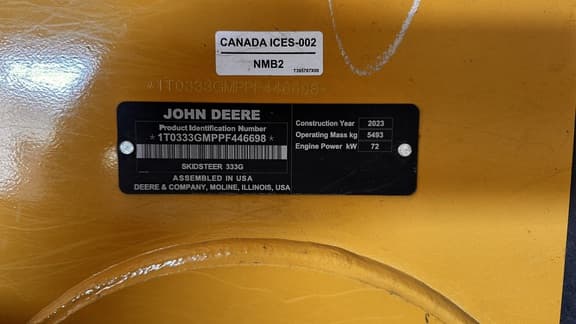 CANADA ICES-002
NMB2
*1T0333GMPPF446698*
JOHN DEERE
Product Identification Number
*1T0333GMPPF446698*
SKIDSTEER 333G
ASSEMBLED IN USA
DEERE & COMPANY, MOLINE, ILLINOIS, USA
Construction Year 2023
Operating Mass kg 5493
Engine Power kW 72